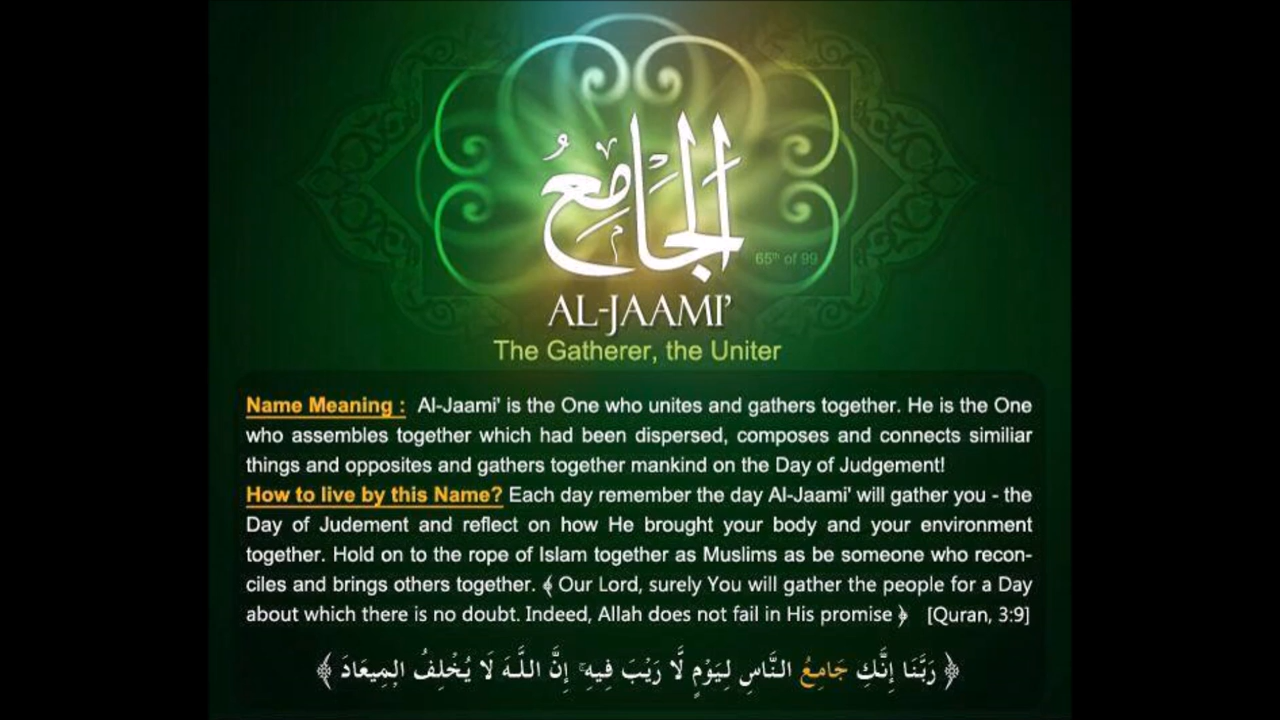 الجَامِعُ
65th of 99
AL-JAAMI'
The Gatherer, the Uniter
Name Meaning : Al-Jaami' is the One who unites and gathers together. He is the One
who assembles together which had been dispersed, composes and connects similiar
things and opposites and gathers together mankind on the Day of Judgement!
How to live by this Name? Each day remember the day Al-Jaami' will gather you - the
Day of Judement and reflect on how He brought your body and your environment
together. Hold on to the rope of Islam together as Muslims as be someone who recon-
ciles and brings others together. ﴾ Our Lord, surely You will gather the people for a Day
about which there is no doubt. Indeed, Allah does not fail in His promise ﴿ [Quran, 3:9]
﴿ رَبَّنَا إِنَّكَ جَامِعُ النَّاسِ لِيَوْمٍ لَّا رَيْبَ فِيهِ ۚ إِنَّ اللَّـهَ لَا يُخْلِفُ الْمِيعَادَ ﴾